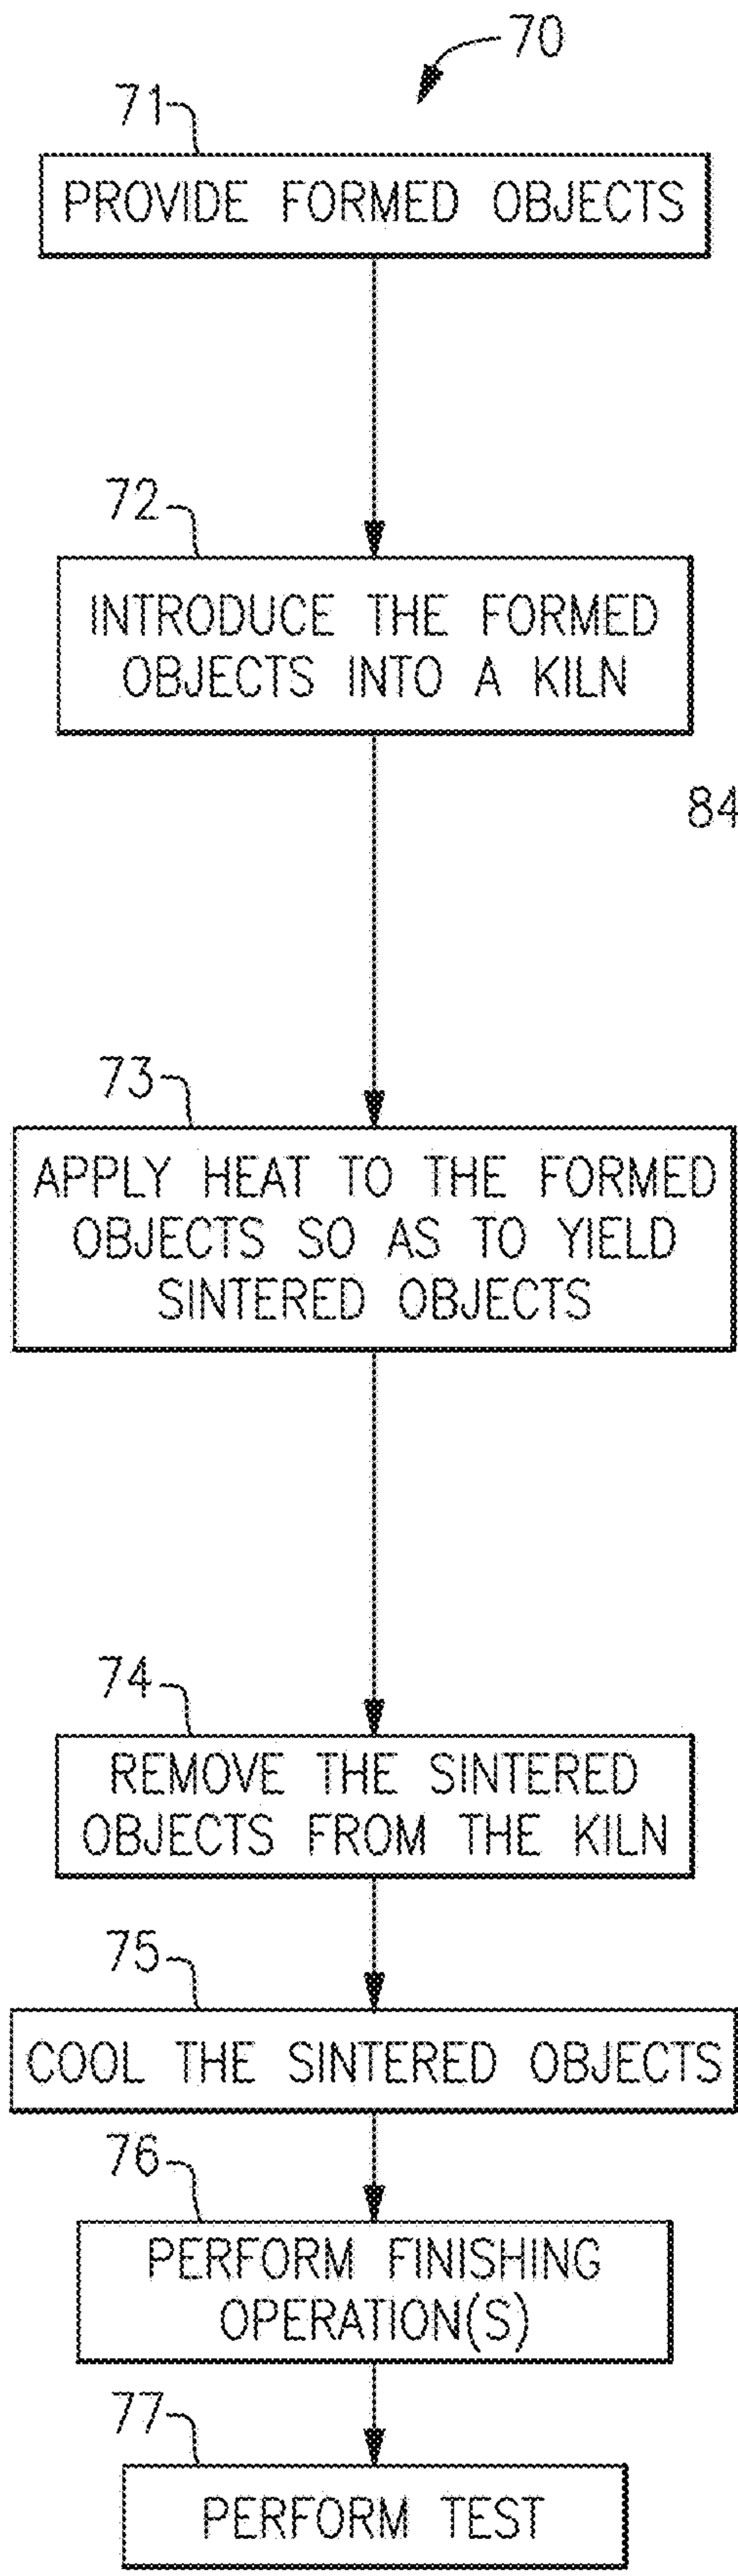 70
71
PROVIDE FORMED OBJECTS
72
INTRODUCE THE FORMED
OBJECTS INTO A KILN
84
73
APPLY HEAT TO THE FORMED
OBJECTS SO AS TO YIELD
SINTERED OBJECTS
74
REMOVE THE SINTERED
OBJECTS FROM THE KILN
75
COOL THE SINTERED OBJECTS
76
PERFORM FINISHING
OPERATION(S)
77
PERFORM TEST